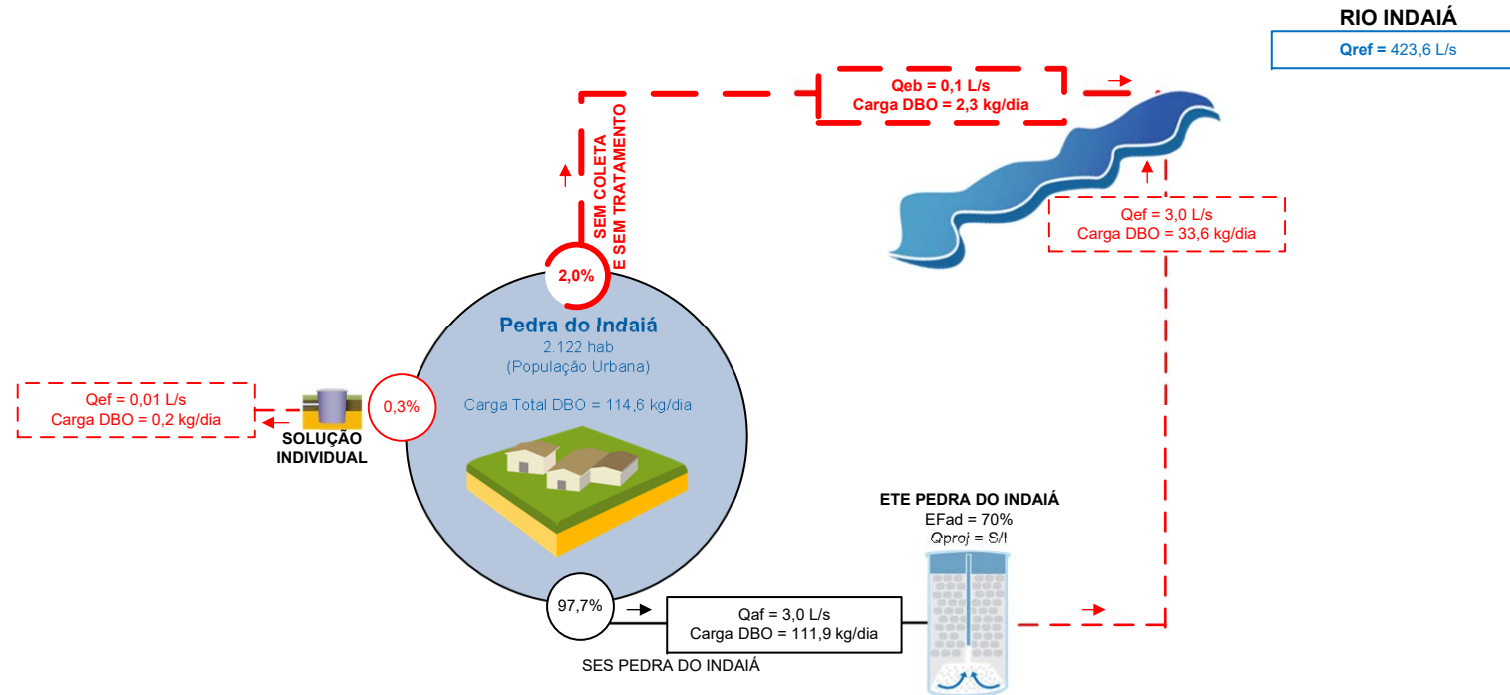 RIO INDAIÁ
Qref = 423,6 L/s
Qeb = 0,1 L/s
Carga DBO = 2,3 kg/dia
SEM COLETA
E SEM TRATAMENTO
Qef = 3,0 L/s
Carga DBO = 33,6 kg/dia
2,0%
Pedra do Indaiá
2.122 hab
(População Urbana)
Carga Total DBO = 114,6 kg/dia
0,3%
Qef = 0,01 L/s
Carga DBO = 0,2 kg/dia
SOLUÇÃO
INDIVIDUAL
ETE PEDRA DO INDAIÁ
EFad = 70%
Qproj = S/I
97,7%
Qaf = 3,0 L/s
Carga DBO = 111,9 kg/dia
SES PEDRA DO INDAIÁ